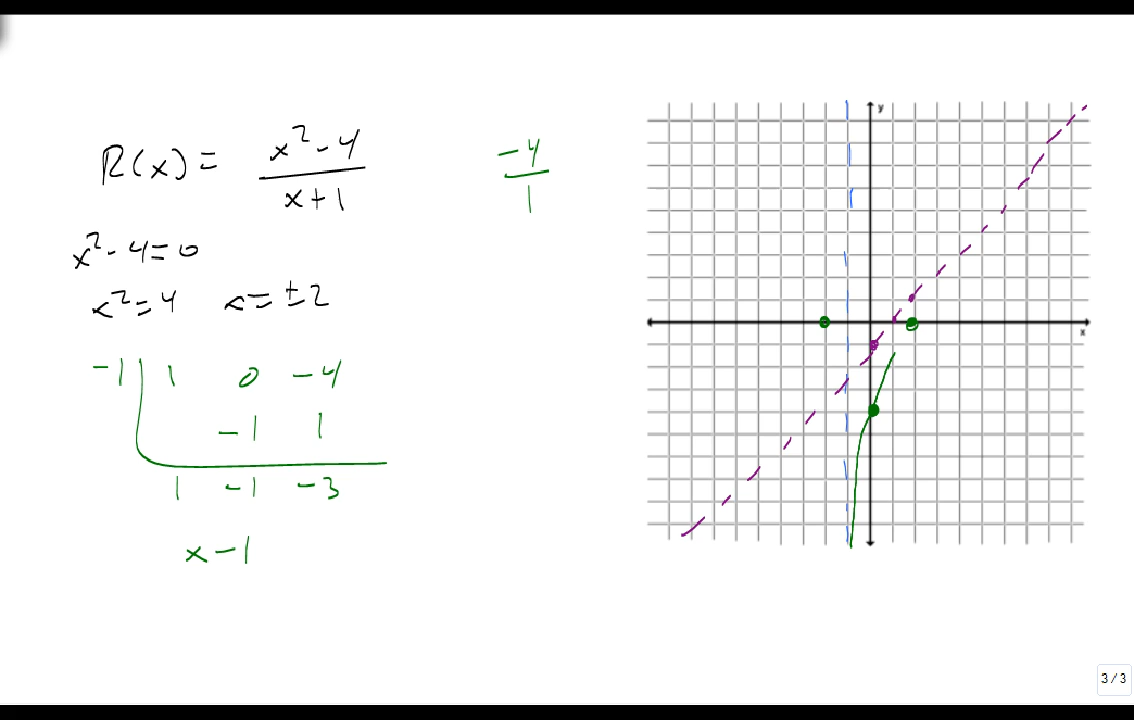 R(x) = x² - 4 / x + 1
-4 / 1
x² - 4 = 0
x² = 4 x = ± 2
-1 | 1 0 -4
-1 1
1 -1 -3
x - 1
y
x
3 / 3